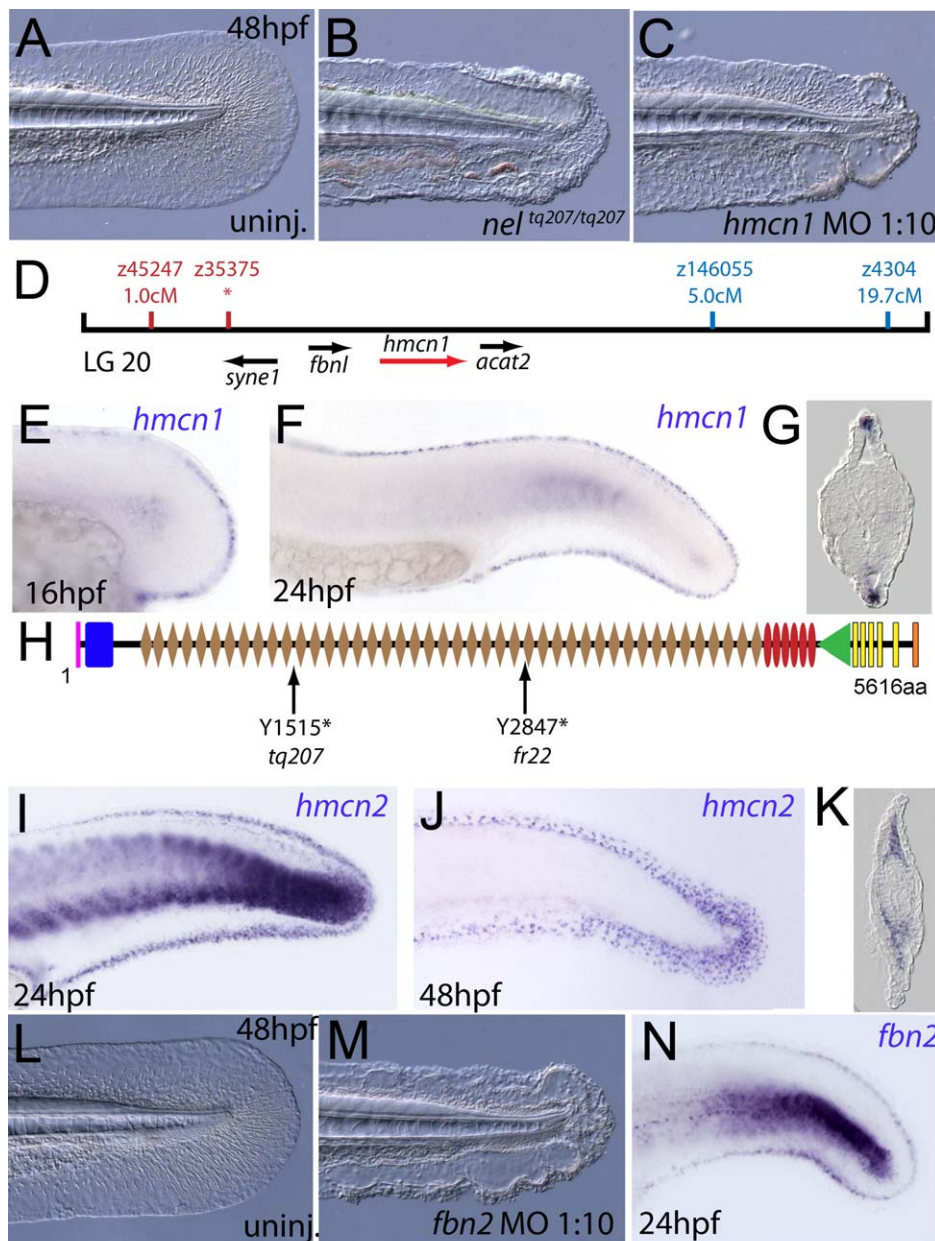 A
48hpf
uninj.
B
nel tq207/tq207
C
hmcn1 MO 1:10
D
z45247
1.0cM
z35375
*
z146055
5.0cM
z4304
19.7cM
LG 20
syne1
fbnl
hmcn1
acat2
E
hmcn1
16hpf
F
hmcn1
24hpf
G
H
1
5616aa
Y1515*
tq207
Y2847*
fr22
I
hmcn2
24hpf
J
hmcn2
48hpf
K
L
48hpf
uninj.
M
fbn2 MO 1:10
N
fbn2
24hpf